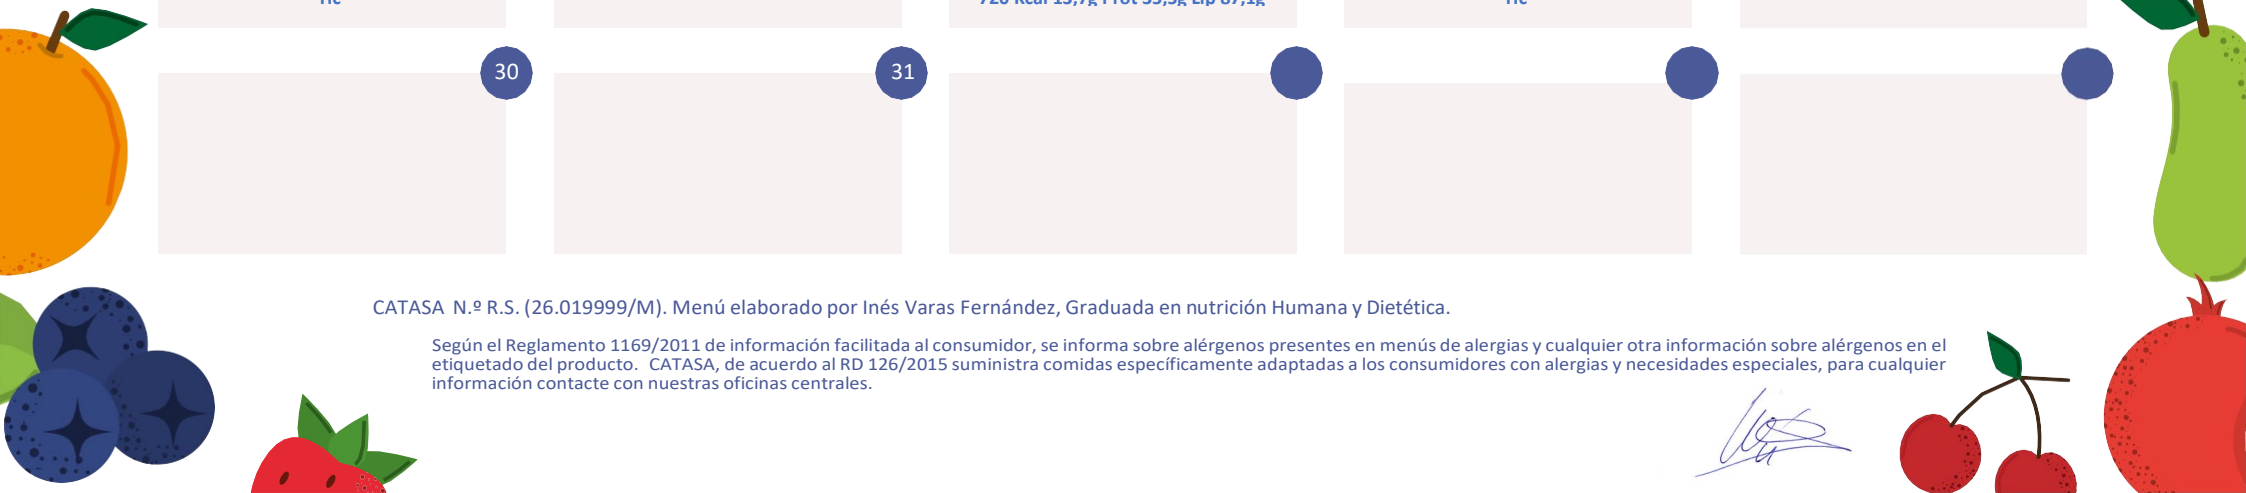 30
31
CATASA N.º R.S. (26.019999/M). Menú elaborado por Inés Varas Fernández, Graduada en nutrición Humana y Dietética.
Según el Reglamento 1169/2011 de información facilitada al consumidor, se informa sobre alérgenos presentes en menús de alergias y cualquier otra información sobre alérgenos en el
etiquetado del producto. CATASA, de acuerdo al RD 126/2015 suministra comidas específicamente adaptadas a los consumidores con alergias y necesidades especiales, para cualquier
información contacte con nuestras oficinas centrales.